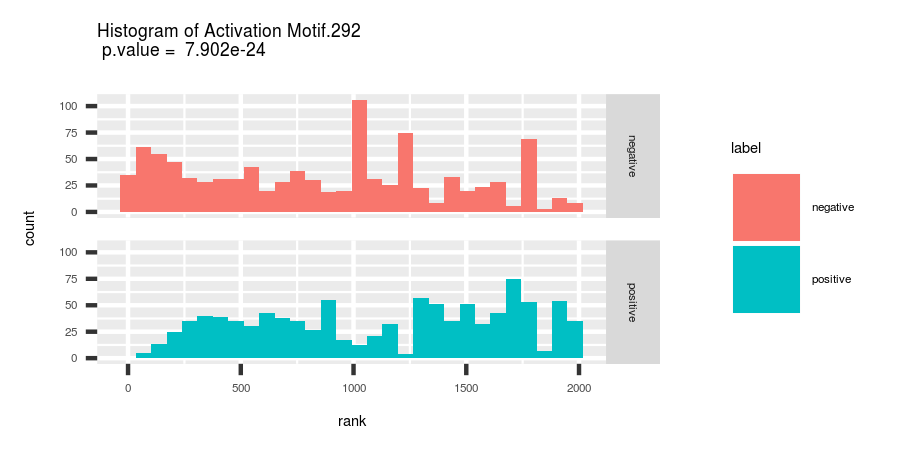 Histogram of Activation Motif.292
p.value =  7.902e-24
count
100
75
50
25
0
negative
100
75
50
25
0
positive
0 500 1000 1500 2000
rank
label
negative
positive